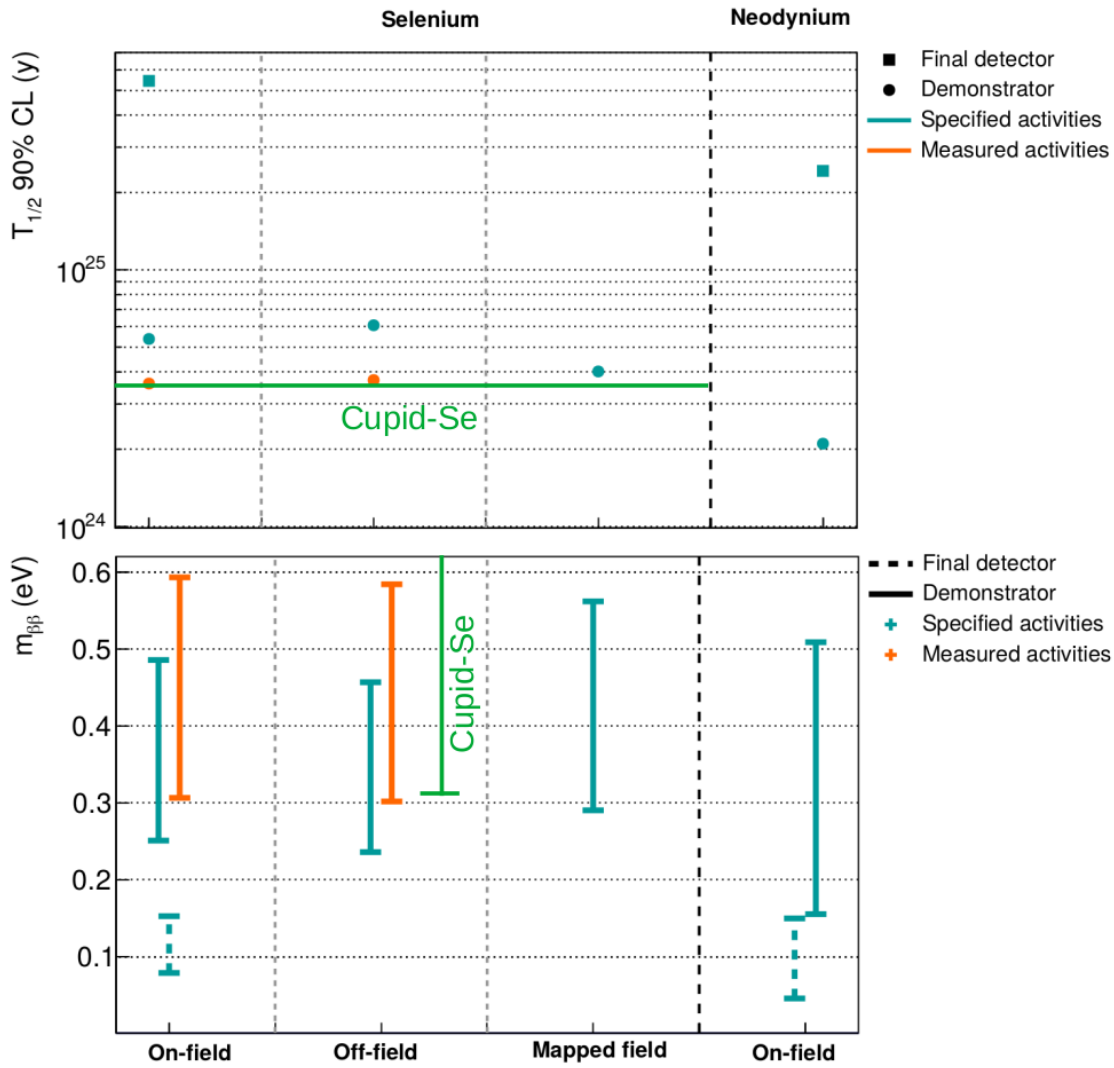 Selenium
Neodynium
T1/2 90% CL (y)
10^25
10^24
Cupid-Se
Final detector
Demonstrator
Specified activities
Measured activities
mββ (eV)
0.6
0.5
0.4
0.3
0.2
0.1
Cupid-Se
Final detector
Demonstrator
Specified activities
Measured activities
On-field
Off-field
Mapped field
On-field